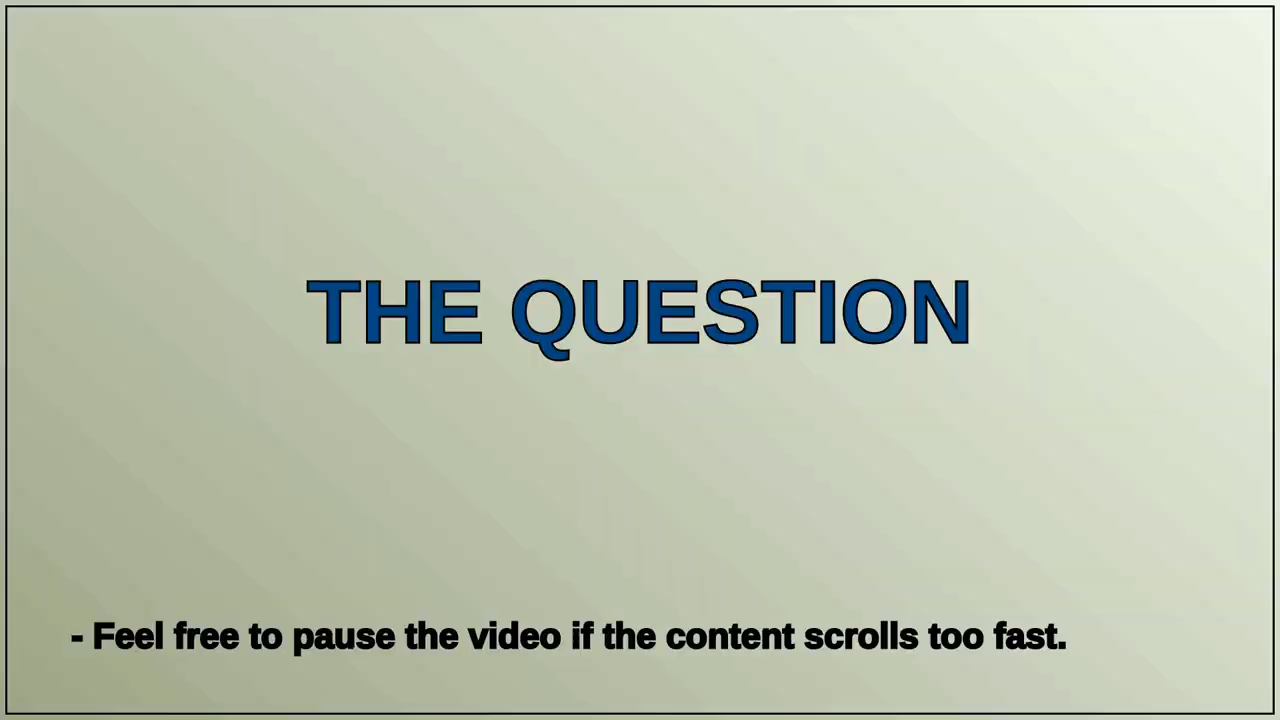 THE QUESTION
- Feel free to pause the video if the content scrolls too fast.